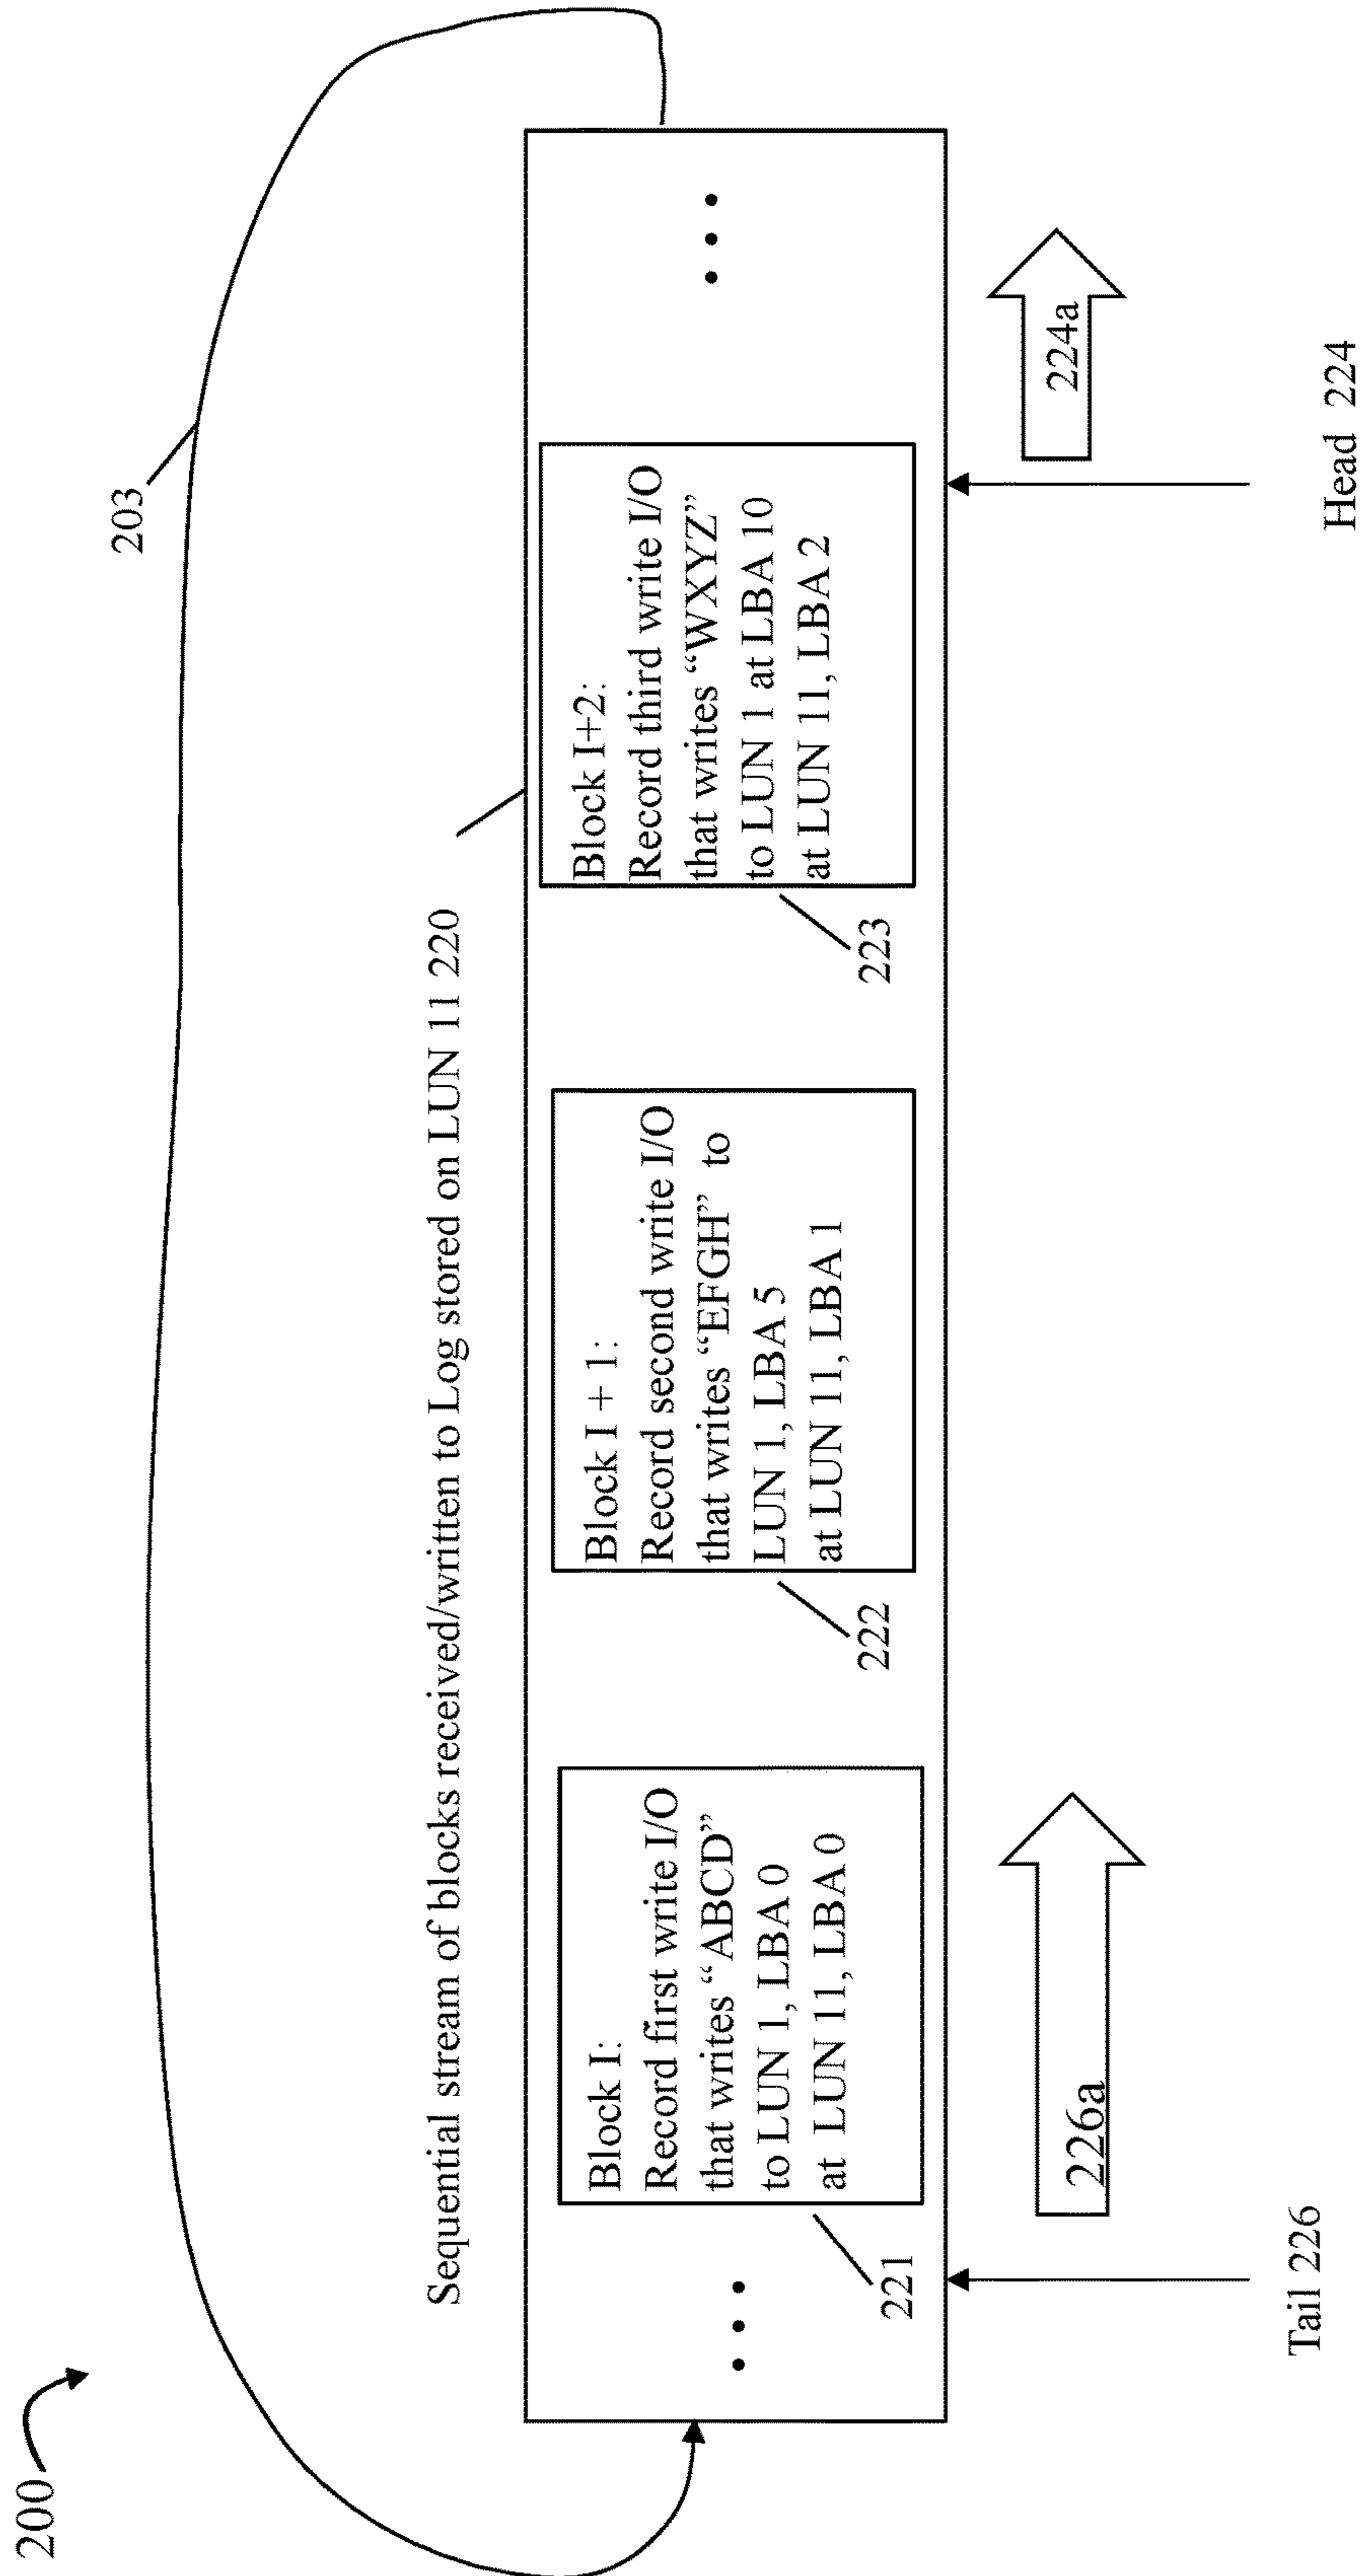 200
203
Sequential stream of blocks received/written to Log stored on LUN 11 220
Block I:
Record first write I/O
that writes “ABCD”
to LUN 1, LBA 0
at LUN 11, LBA 0
221
Block I + 1:
Record second write I/O
that writes “EFGH” to
LUN 1, LBA 5
at LUN 11, LBA 1
222
Block I+2:
Record third write I/O
that writes “WXYZ”
to LUN 1 at LBA 10
at LUN 11, LBA 2
223
226a
224a
Tail 226
Head 224